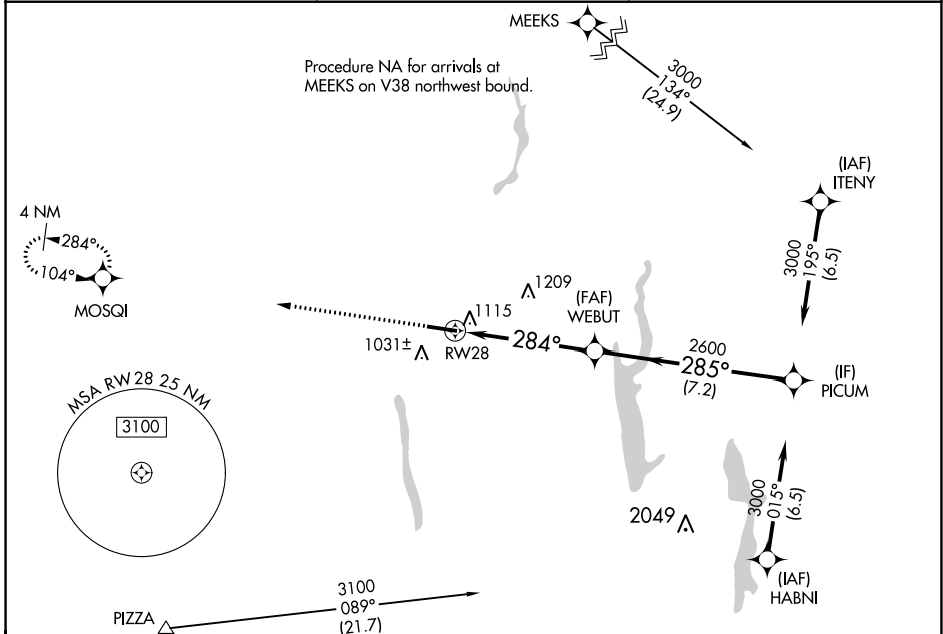 MEEKS
Procedure NA for arrivals at
MEEKS on V38 northwest bound.
3000
134°
(24.9)
(IAF)
ITENY
3000
195°
(6.5)
4 NM
284°
104°
MOSQI
1209
1115
1031±
RW28
(FAF)
WEBUT
284°
2600
285°
(7.2)
(IF)
PICUM
MSA RW28 25 NM
3100
3000
015°
(6.5)
2049
(IAF)
HABNI
3100
089°
(21.7)
PIZZA